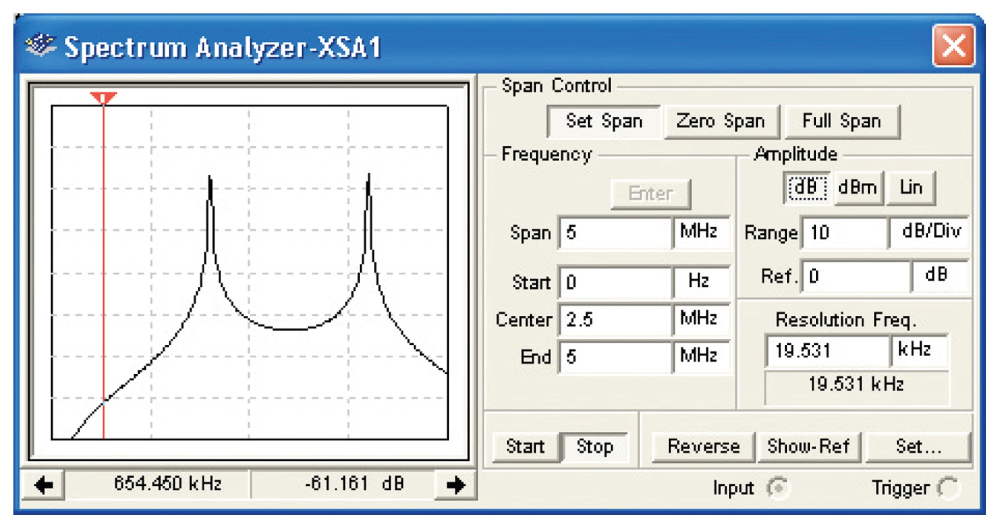 Spectrum Analyzer-XSA1
Span Control
Set Span Zero Span Full Span
Frequency
Enter
Span 5 MHz
Start 0 Hz
Center 2.5 MHz
End 5 MHz
Amplitude
dB dBm Lin
Range 10 dB/Div
Ref. 0 dB
Resolution Freq.
19.531 kHz
19.531 kHz
Start Stop Reverse Show-Ref Set...
654.450 kHz -61.161 dB
Input Trigger